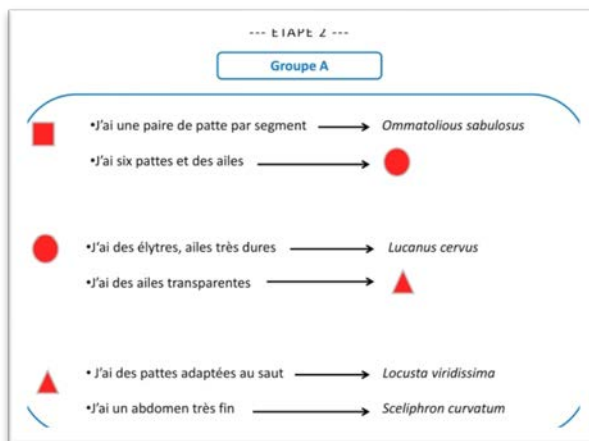 --- ETAPE 2 ---
Groupe A
•J'ai une paire de patte par segment Ommatolious sabulosus
•J'ai six pattes et des ailes
•J'ai des élytres, ailes très dures Lucanus cervus
•J'ai des ailes transparentes
• J'ai des pattes adaptées au saut Locusta viridissima
•J'ai un abdomen très fin Sceliphron curvatum